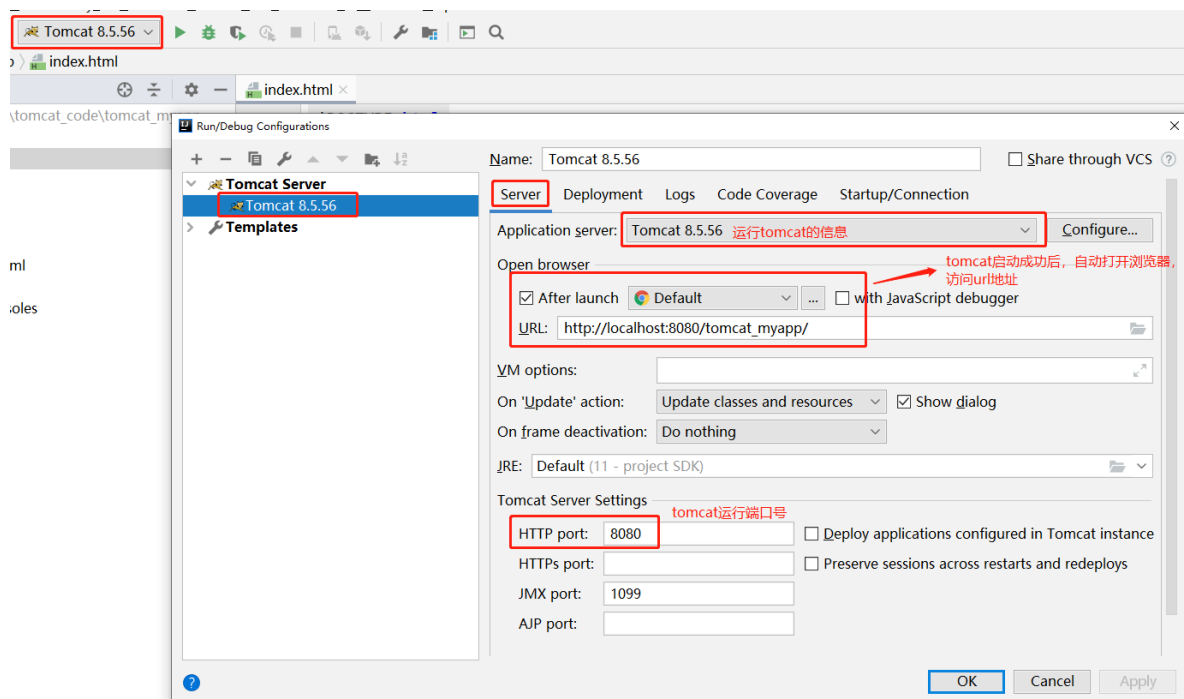 Tomcat 8.5.56
index.html
index.html
\tomcat_code\tomcat_my
Run/Debug Configurations
Name: Tomcat 8.5.56 Share through VCS
Tomcat Server
Tomcat 8.5.56
Templates
Server Deployment Logs Code Coverage Startup/Connection
Application server: Tomcat 8.5.56 运行tomcat的信息 Configure...
Open browser
tomcat启动成功后，自动打开浏览器，
访问url地址
After launch Default ... with JavaScript debugger
URL: http://localhost:8080/tomcat_myapp/
VM options:
On 'Update' action: Update classes and resources Show dialog
On frame deactivation: Do nothing
JRE: Default (11 - project SDK)
Tomcat Server Settings
tomcat运行端口号
HTTP port: 8080 Deploy applications configured in Tomcat instance
HTTPs port: Preserve sessions across restarts and redeploys
JMX port: 1099
AJP port:
ml
soles
OK Cancel Apply